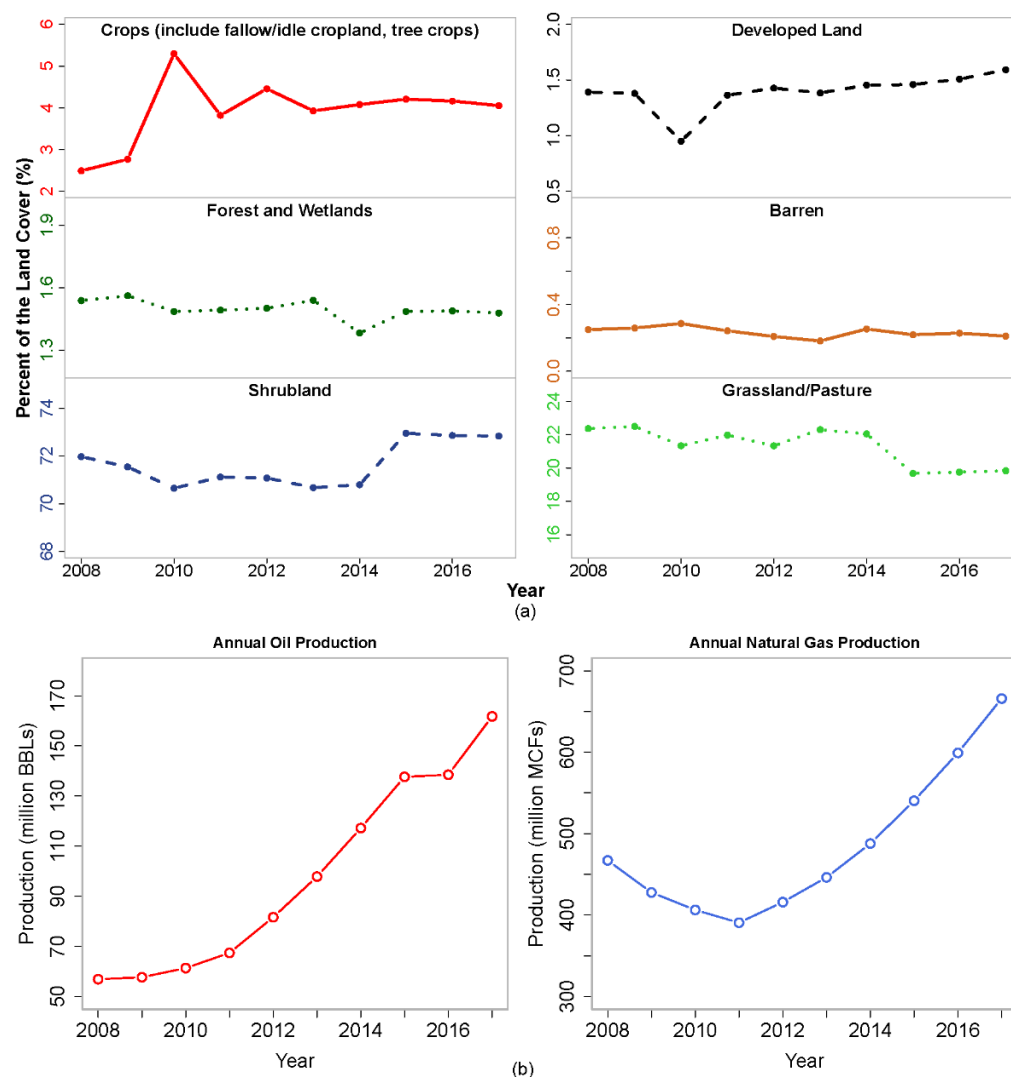 Crops (include fallow/idle cropland, tree crops)
6
5
4
3
2
Developed Land
2.0
1.5
1.0
0.5
Percent of the Land Cover (%)
Forest and Wetlands
1.9
1.6
1.3
Barren
0.8
0.4
0.0
Shrubland
74
72
70
68
Grassland/Pasture
24
22
20
18
16
2008 2010 2012 2014 2016
2008 2010 2012 2014 2016
Year
(a)
Annual Oil Production
Production (million BBLs)
170
150
130
110
90
70
50
2008 2010 2012 2014 2016
Year
Annual Natural Gas Production
Production (million MCFs)
700
600
500
400
300
2008 2010 2012 2014 2016
Year
(b)